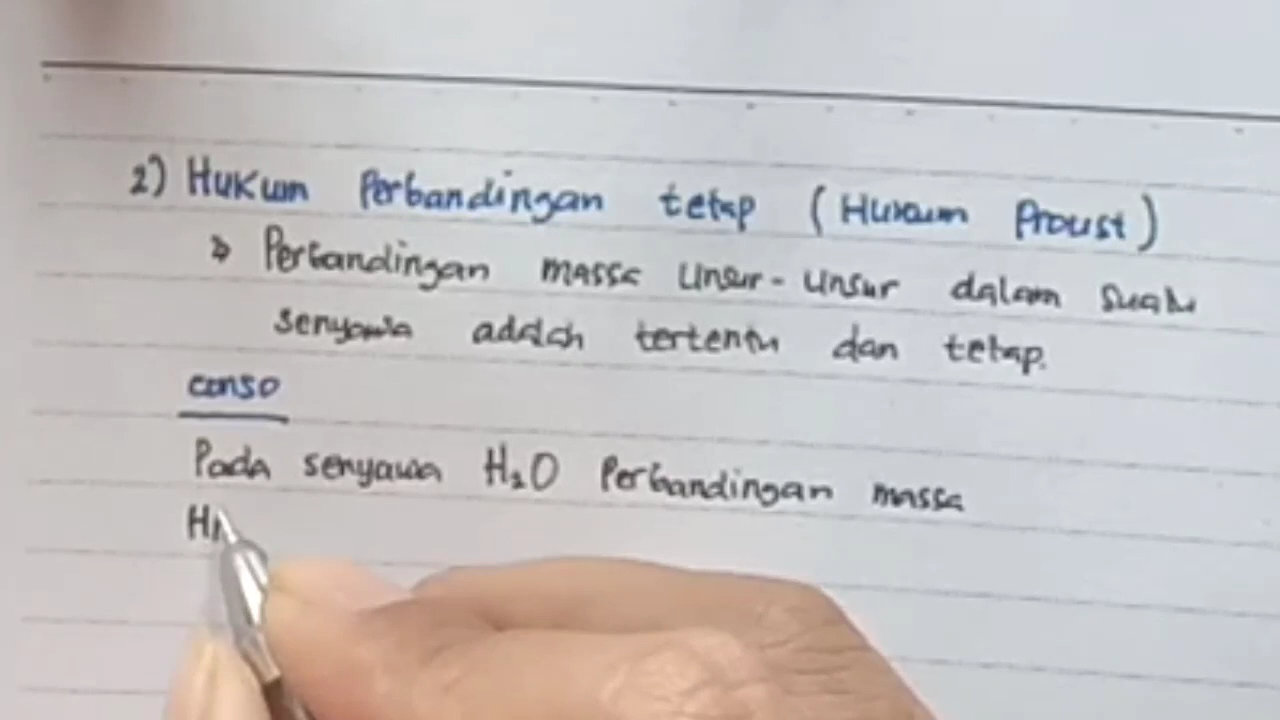 2) Hukum Perbandingan tetap (Hukum Proust)
Perbandingan massa unsur-unsur dalam suatu
senyawa adalah tertentu dan tetap.
Pada senyawa H₂O Perbandingan massa
H